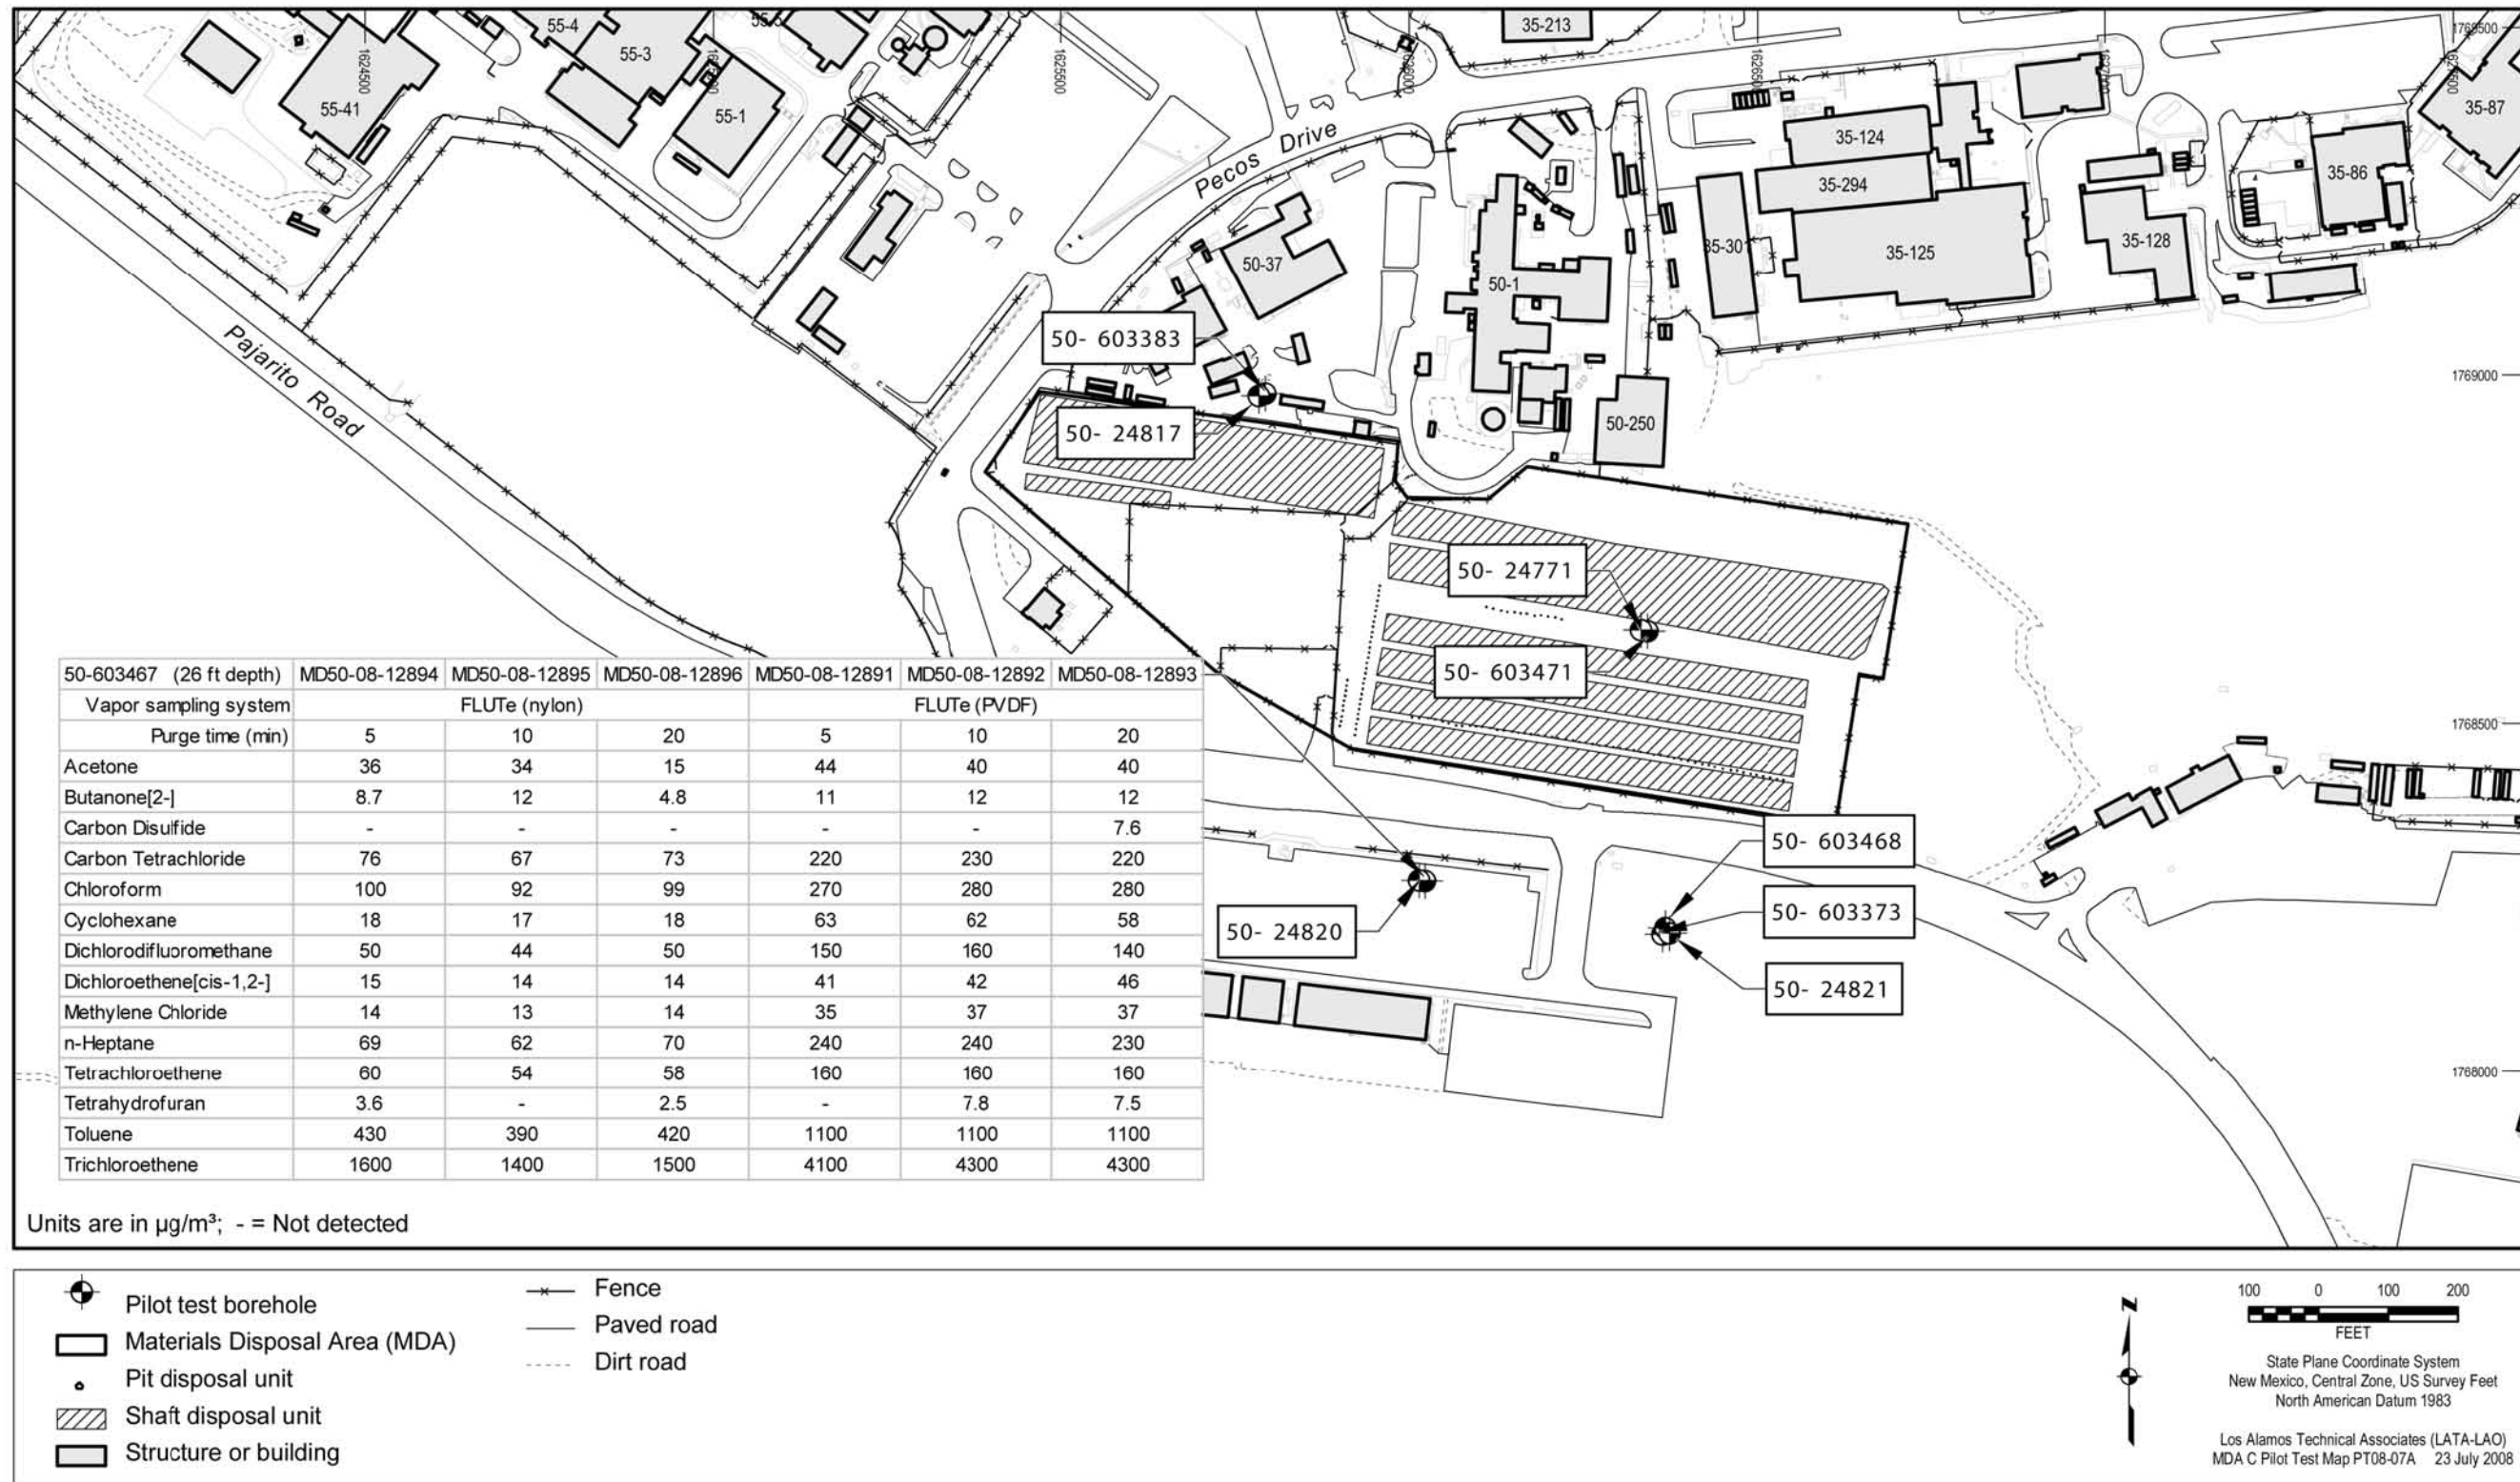 55-4
55-3
55-41
55-1
35-213
35-124
35-294
35-125
35-128
35-86
35-87
50-37
50-1
50-250
1624500
1625500
1769500
1769000
1768500
1768000
Pecos Drive
Pajarito Road
50- 603383
50- 24817
50- 24771
50- 603471
50- 603468
50- 603373
50- 24821
50- 24820
50-603467 (26 ft depth) MD50-08-12894 MD50-08-12895 MD50-08-12896 MD50-08-12891 MD50-08-12892 MD50-08-12893
Vapor sampling system FLUTe (nylon) FLUTe (PVDF)
Purge time (min) 5 10 20 5 10 20
Acetone 36 34 15 44 40 40
Butanone[2-] 8.7 12 4.8 11 12 12
Carbon Disulfide - - - - - 7.6
Carbon Tetrachloride 76 67 73 220 230 220
Chloroform 100 92 99 270 280 280
Cyclohexane 18 17 18 63 62 58
Dichlorodifluoromethane 50 44 50 150 160 140
Dichloroethene[cis-1,2-] 15 14 14 41 42 46
Methylene Chloride 14 13 14 35 37 37
n-Heptane 69 62 70 240 240 230
Tetrachloroethene 60 54 58 160 160 160
Tetrahydrofuran 3.6 - 2.5 - 7.8 7.5
Toluene 430 390 420 1100 1100 1100
Trichloroethene 1600 1400 1500 4100 4300 4300
Units are in µg/m³; - = Not detected
Pilot test borehole
Materials Disposal Area (MDA)
Pit disposal unit
Shaft disposal unit
Structure or building
Fence
Paved road
Dirt road
N
100 0 100 200
FEET
State Plane Coordinate System
New Mexico, Central Zone, US Survey Feet
North American Datum 1983
Los Alamos Technical Associates (LATA-LAO)
MDA C Pilot Test Map PT08-07A 23 July 2008